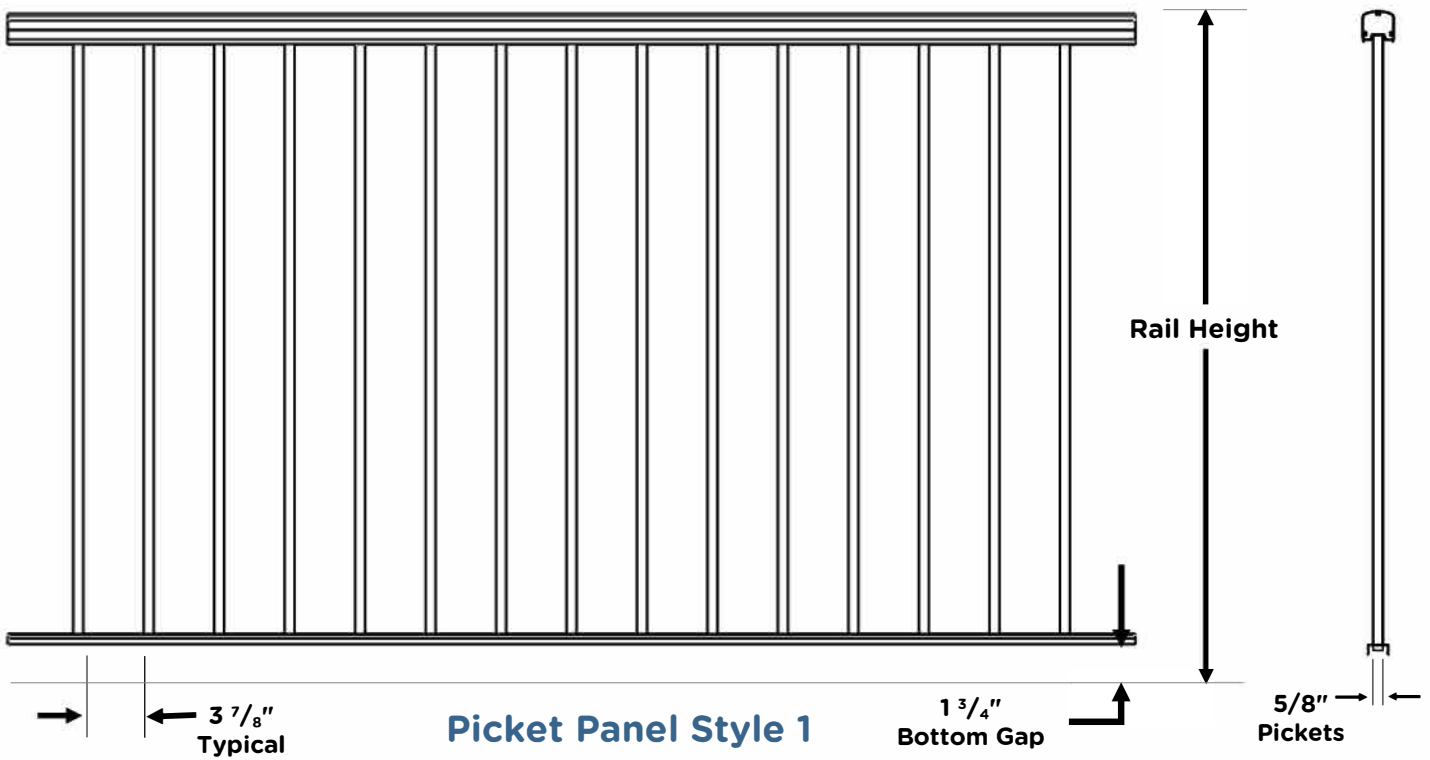 Rail Height
3 7/8"
Typical
Picket Panel Style 1
1 3/4"
Bottom Gap
5/8"
Pickets